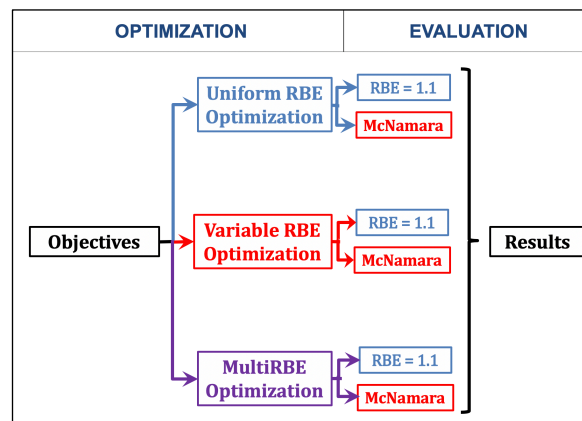 OPTIMIZATION
EVALUATION
Uniform RBE
Optimization
RBE = 1.1
McNamara
Objectives
Variable RBE
Optimization
RBE = 1.1
McNamara
Results
MultiRBE
Optimization
RBE = 1.1
McNamara